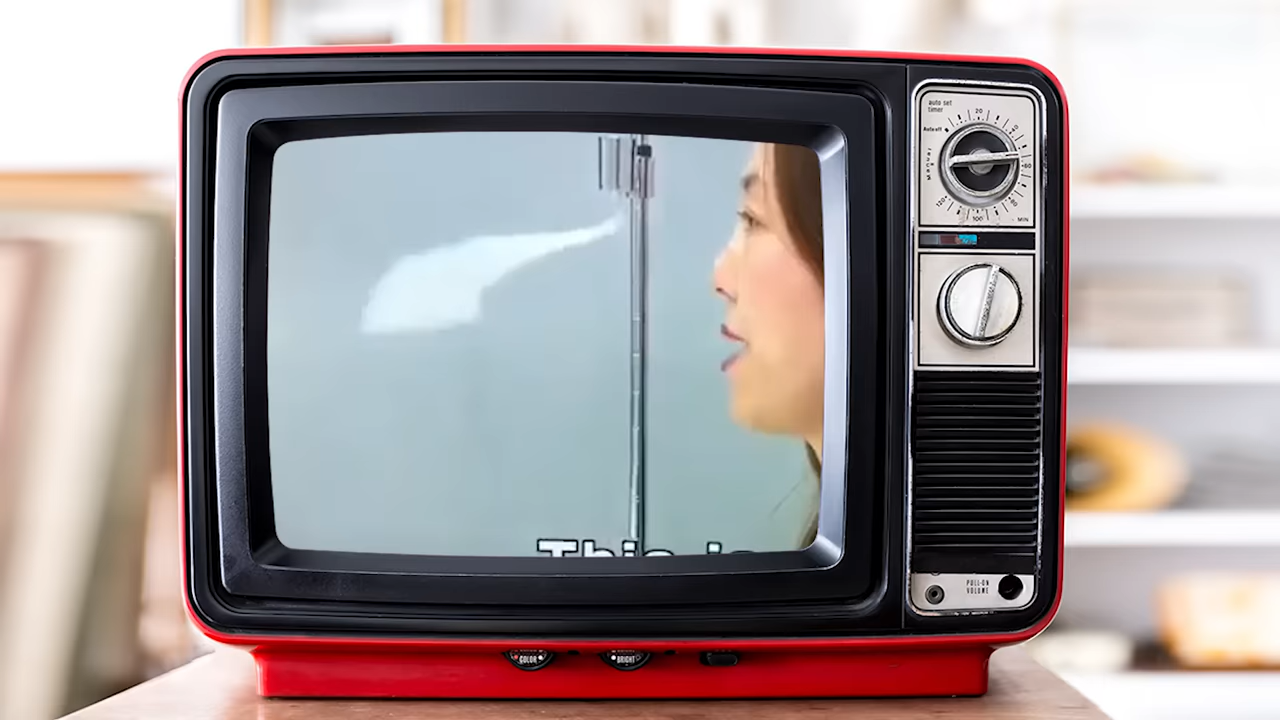 auto set
timer
Auto off
Manual
20
60
80
100
120
MIN
This is
PULL-ON
VOLUME
COLOR
BRIGHT